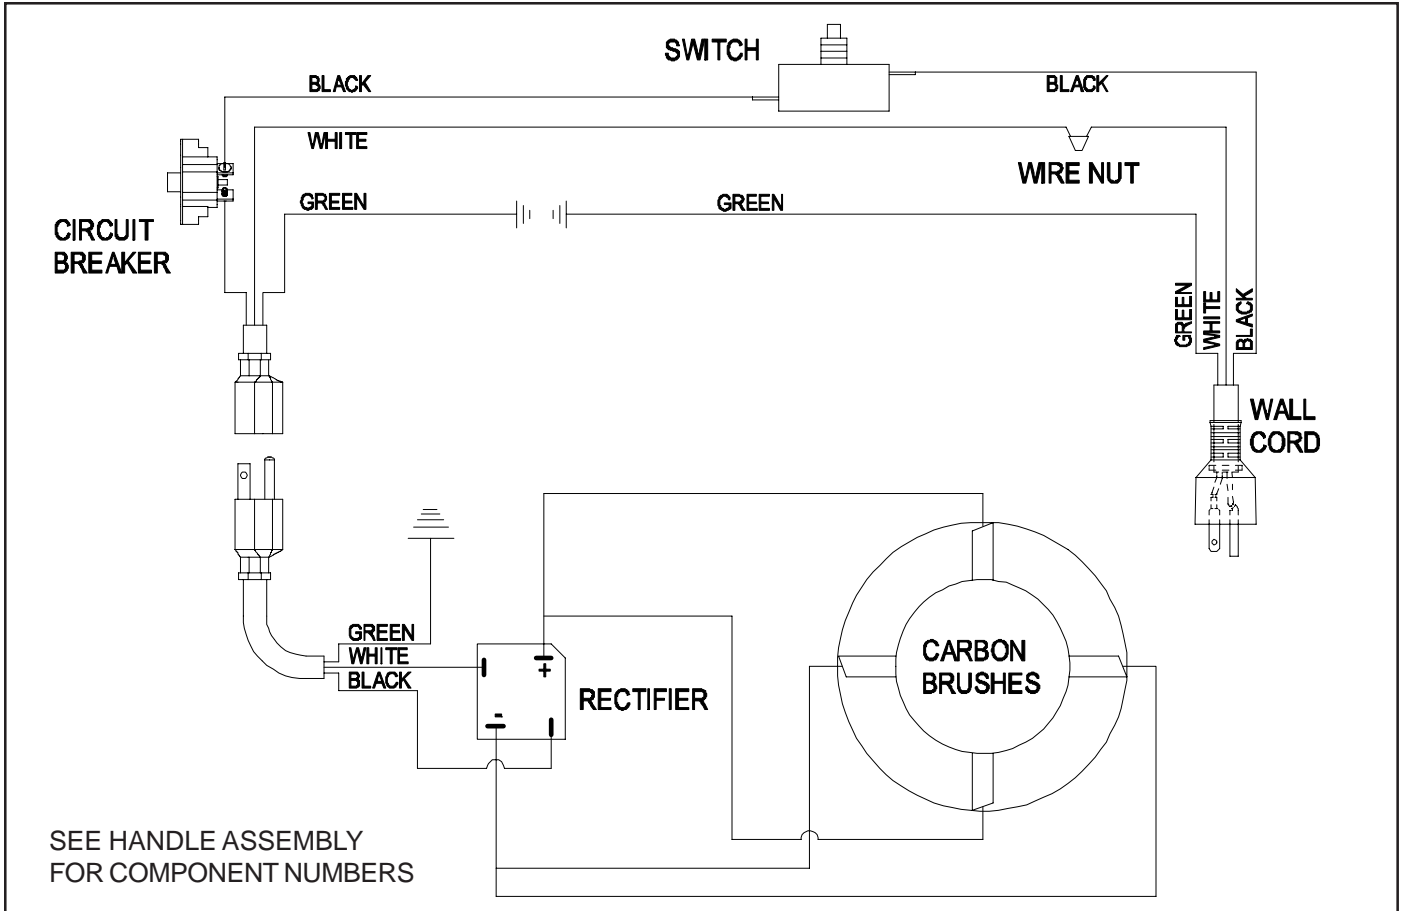 SWITCH
BLACK
BLACK
WHITE
WIRE NUT
GREEN
GREEN
CIRCUIT
BREAKER
GREEN
WHITE
BLACK
WALL
CORD
GREEN
WHITE
BLACK
+
-
RECTIFIER
CARBON
BRUSHES
SEE HANDLE ASSEMBLY
FOR COMPONENT NUMBERS